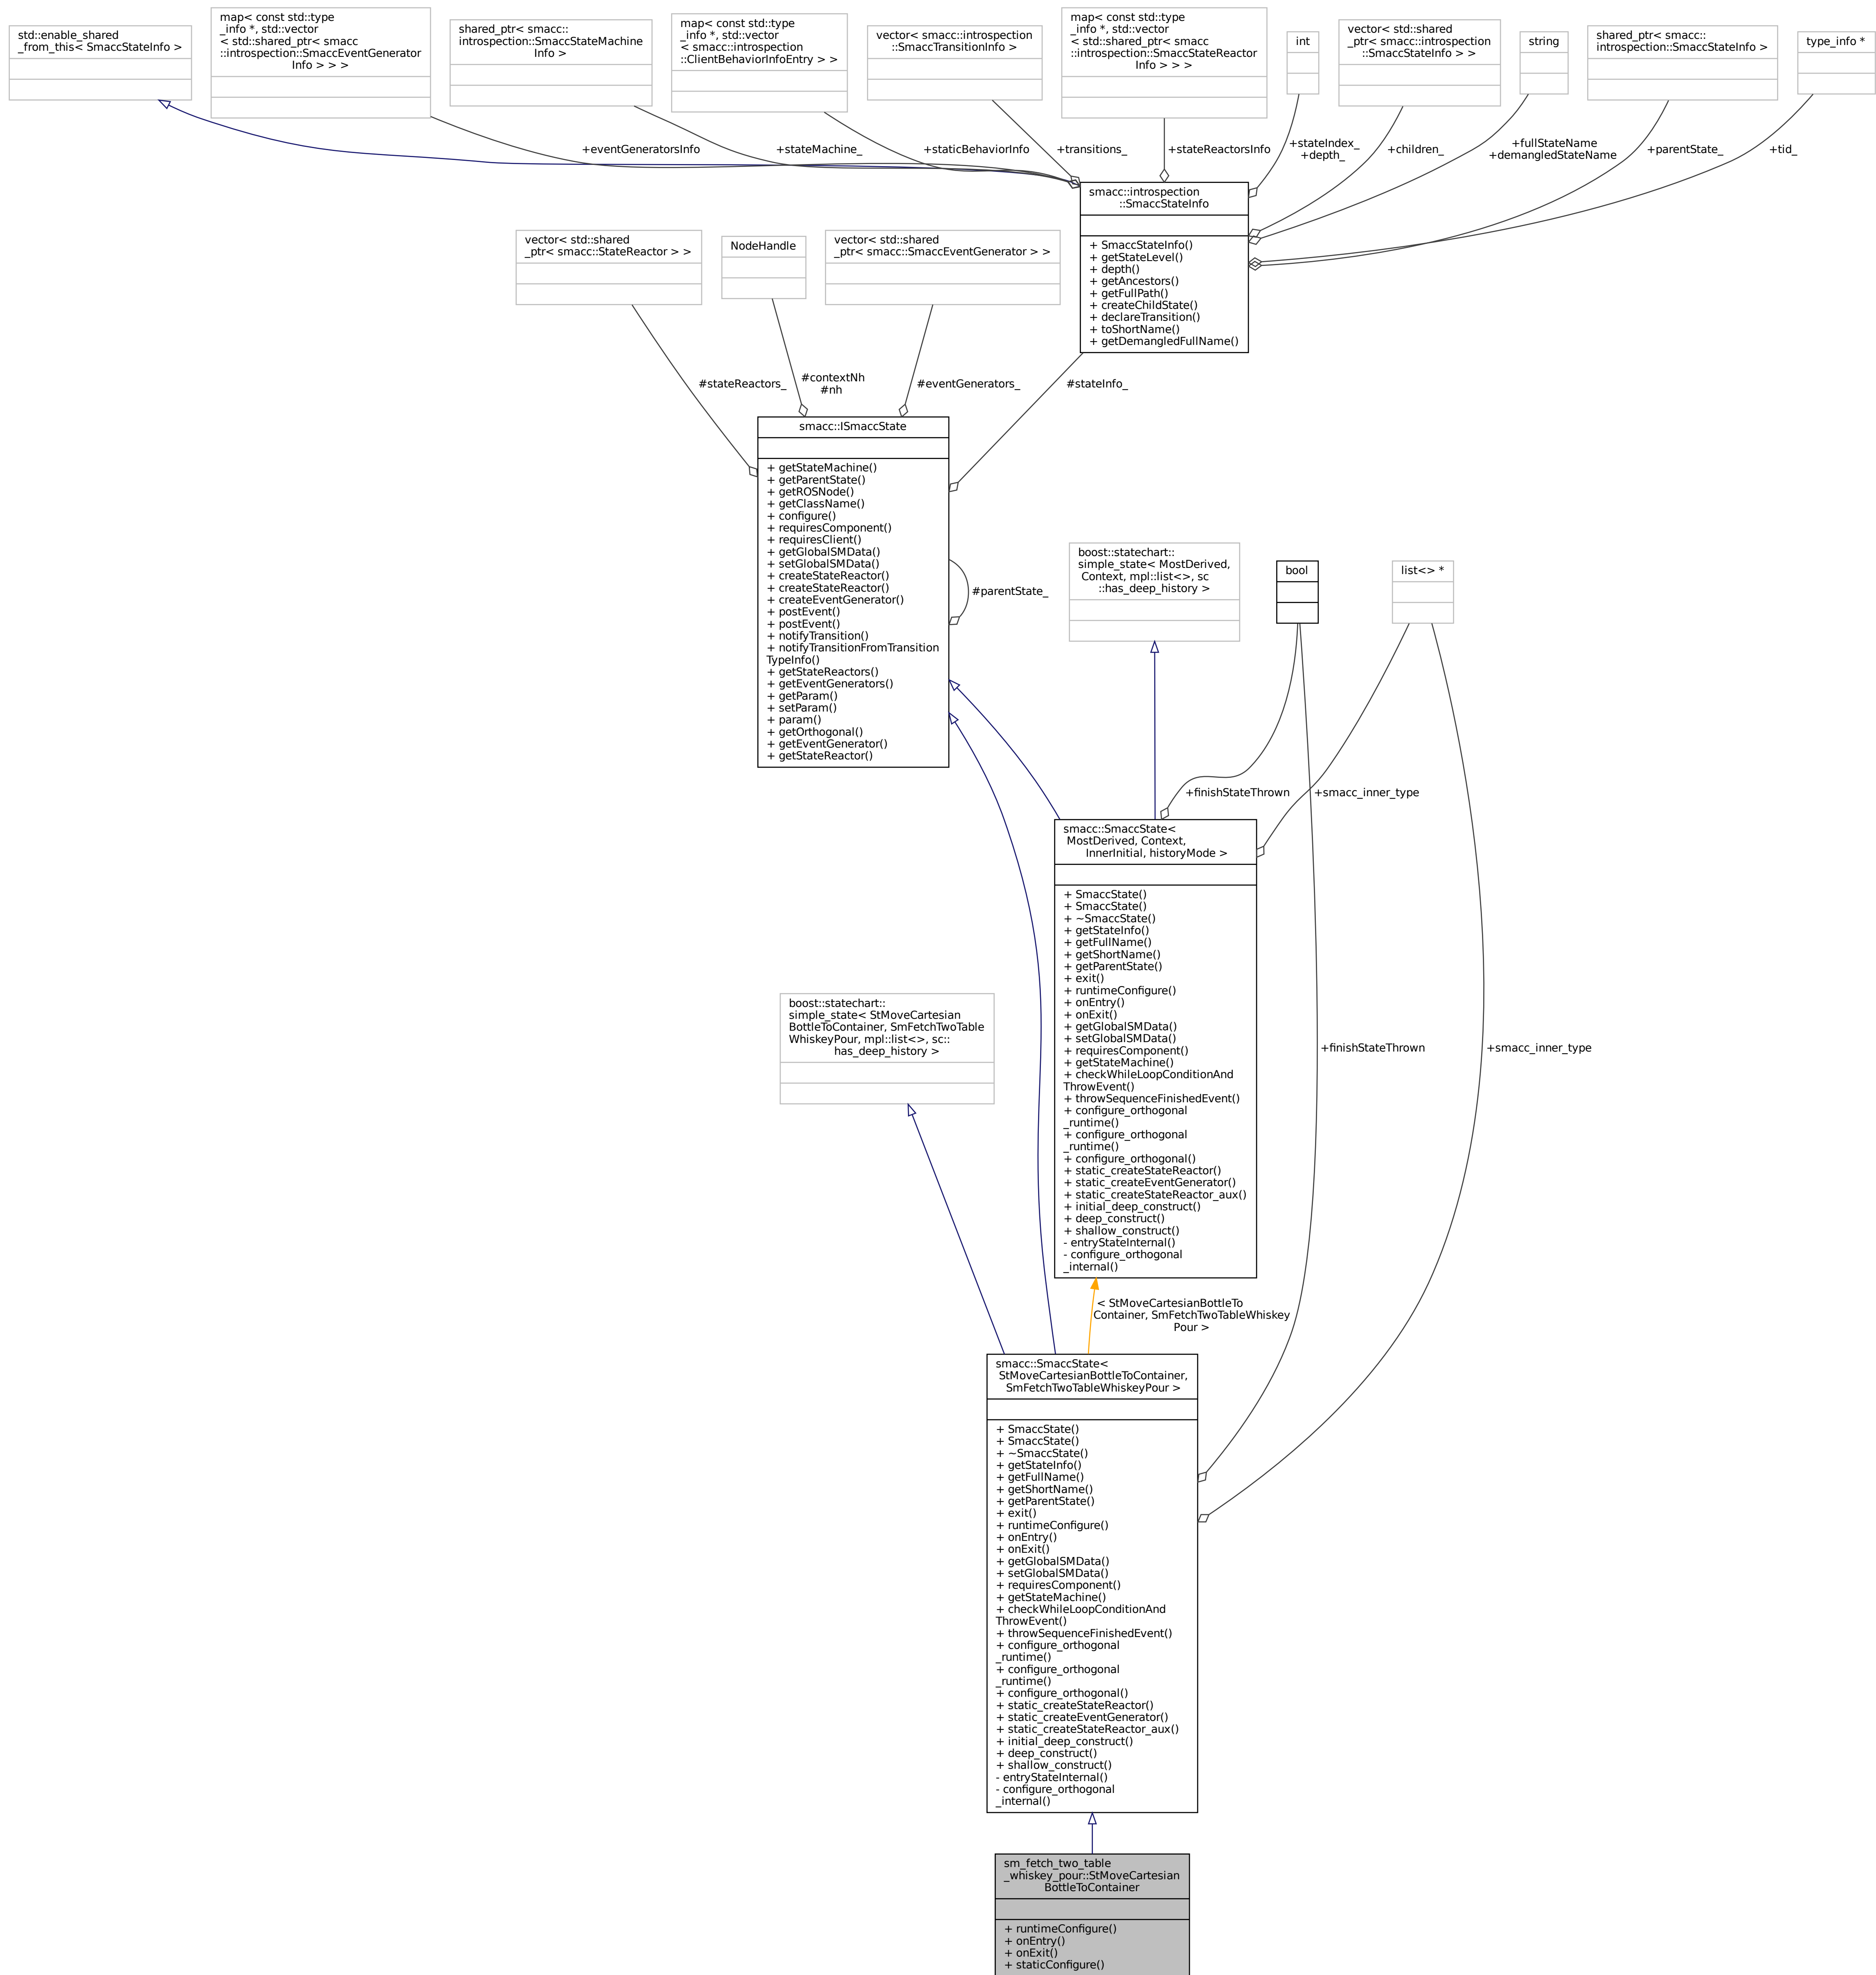 std::enable_shared
_from_this< SmaccStateInfo >
map< const std::type
_info *, std::vector
< std::shared_ptr< smacc
::introspection::SmaccEventGenerator
Info > > >
shared_ptr< smacc::
introspection::SmaccStateMachine
Info >
map< const std::type
_info *, std::vector
< smacc::introspection
::ClientBehaviorInfoEntry > >
vector< smacc::introspection
::SmaccTransitionInfo >
map< const std::type
_info *, std::vector
< std::shared_ptr< smacc
::introspection::SmaccStateReactor
Info > > >
int
vector< std::shared
_ptr< smacc::introspection
::SmaccStateInfo > >
string
shared_ptr< smacc::
introspection::SmaccStateInfo >
type_info *
+eventGeneratorsInfo
+stateMachine_
+staticBehaviorInfo
+transitions_
+stateReactorsInfo
+stateIndex_
+depth_
+children_
+fullStateName
+demangledStateName
+parentState_
+tid_
smacc::introspection
::SmaccStateInfo
+ SmaccStateInfo()
+ getStateLevel()
+ depth()
+ getAncestors()
+ getFullPath()
+ createChildState()
+ declareTransition()
+ toShortName()
+ getDemangledFullName()
vector< std::shared
_ptr< smacc::StateReactor > >
NodeHandle
vector< std::shared
_ptr< smacc::SmaccEventGenerator > >
#stateReactors_
#contextNh
#nh
#eventGenerators_
#stateInfo_
smacc::ISmaccState
+ getStateMachine()
+ getParentState()
+ getROSNode()
+ getClassName()
+ configure()
+ requiresComponent()
+ requiresClient()
+ getGlobalSMData()
+ setGlobalSMData()
+ createStateReactor()
+ createStateReactor()
+ createEventGenerator()
+ postEvent()
+ postEvent()
+ notifyTransition()
+ notifyTransitionFromTransition
TypeInfo()
+ getStateReactors()
+ getEventGenerators()
+ getParam()
+ setParam()
+ param()
+ getOrthogonal()
+ getEventGenerator()
+ getStateReactor()
#parentState_
boost::statechart::
simple_state< MostDerived,
Context, mpl::list<>, sc
::has_deep_history >
bool
list<> *
+finishStateThrown
+smacc_inner_type
smacc::SmaccState<
MostDerived, Context,
InnerInitial, historyMode >
+ SmaccState()
+ SmaccState()
+ ~SmaccState()
+ getStateInfo()
+ getFullName()
+ getShortName()
+ getParentState()
+ exit()
+ runtimeConfigure()
+ onEntry()
+ onExit()
+ getGlobalSMData()
+ setGlobalSMData()
+ requiresComponent()
+ getStateMachine()
+ checkWhileLoopConditionAnd
ThrowEvent()
+ throwSequenceFinishedEvent()
+ configure_orthogonal
_runtime()
+ configure_orthogonal
_runtime()
+ configure_orthogonal()
+ static_createStateReactor()
+ static_createEventGenerator()
+ static_createStateReactor_aux()
+ initial_deep_construct()
+ deep_construct()
+ shallow_construct()
- entryStateInternal()
- configure_orthogonal
_internal()
boost::statechart::
simple_state< StMoveCartesian
BottleToContainer, SmFetchTwoTable
WhiskeyPour, mpl::list<>, sc::
has_deep_history >
+finishStateThrown
+smacc_inner_type
< StMoveCartesianBottleTo
Container, SmFetchTwoTableWhiskey
Pour >
smacc::SmaccState<
StMoveCartesianBottleToContainer,
SmFetchTwoTableWhiskeyPour >
+ SmaccState()
+ SmaccState()
+ ~SmaccState()
+ getStateInfo()
+ getFullName()
+ getShortName()
+ getParentState()
+ exit()
+ runtimeConfigure()
+ onEntry()
+ onExit()
+ getGlobalSMData()
+ setGlobalSMData()
+ requiresComponent()
+ getStateMachine()
+ checkWhileLoopConditionAnd
ThrowEvent()
+ throwSequenceFinishedEvent()
+ configure_orthogonal
_runtime()
+ configure_orthogonal
_runtime()
+ configure_orthogonal()
+ static_createStateReactor()
+ static_createEventGenerator()
+ static_createStateReactor_aux()
+ initial_deep_construct()
+ deep_construct()
+ shallow_construct()
- entryStateInternal()
- configure_orthogonal
_internal()
sm_fetch_two_table
_whiskey_pour::StMoveCartesian
BottleToContainer
+ runtimeConfigure()
+ onEntry()
+ onExit()
+ staticConfigure()